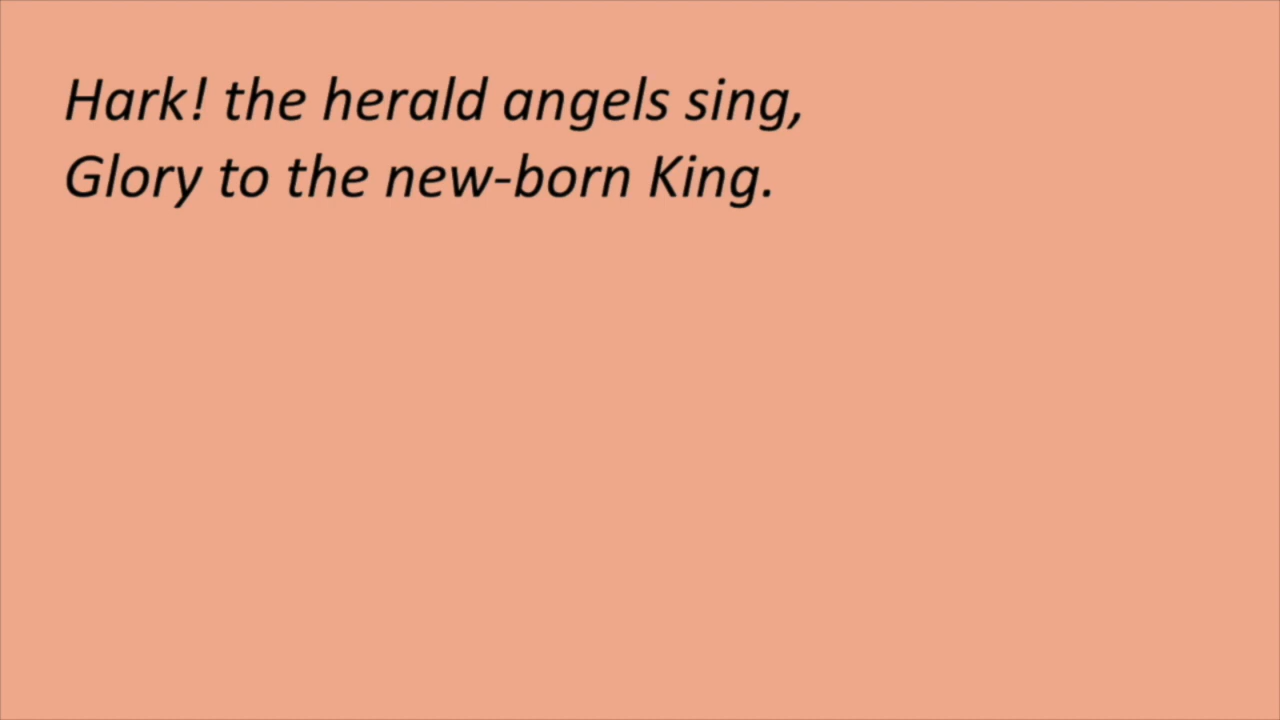 Hark! the herald angels sing,
Glory to the new-born King.